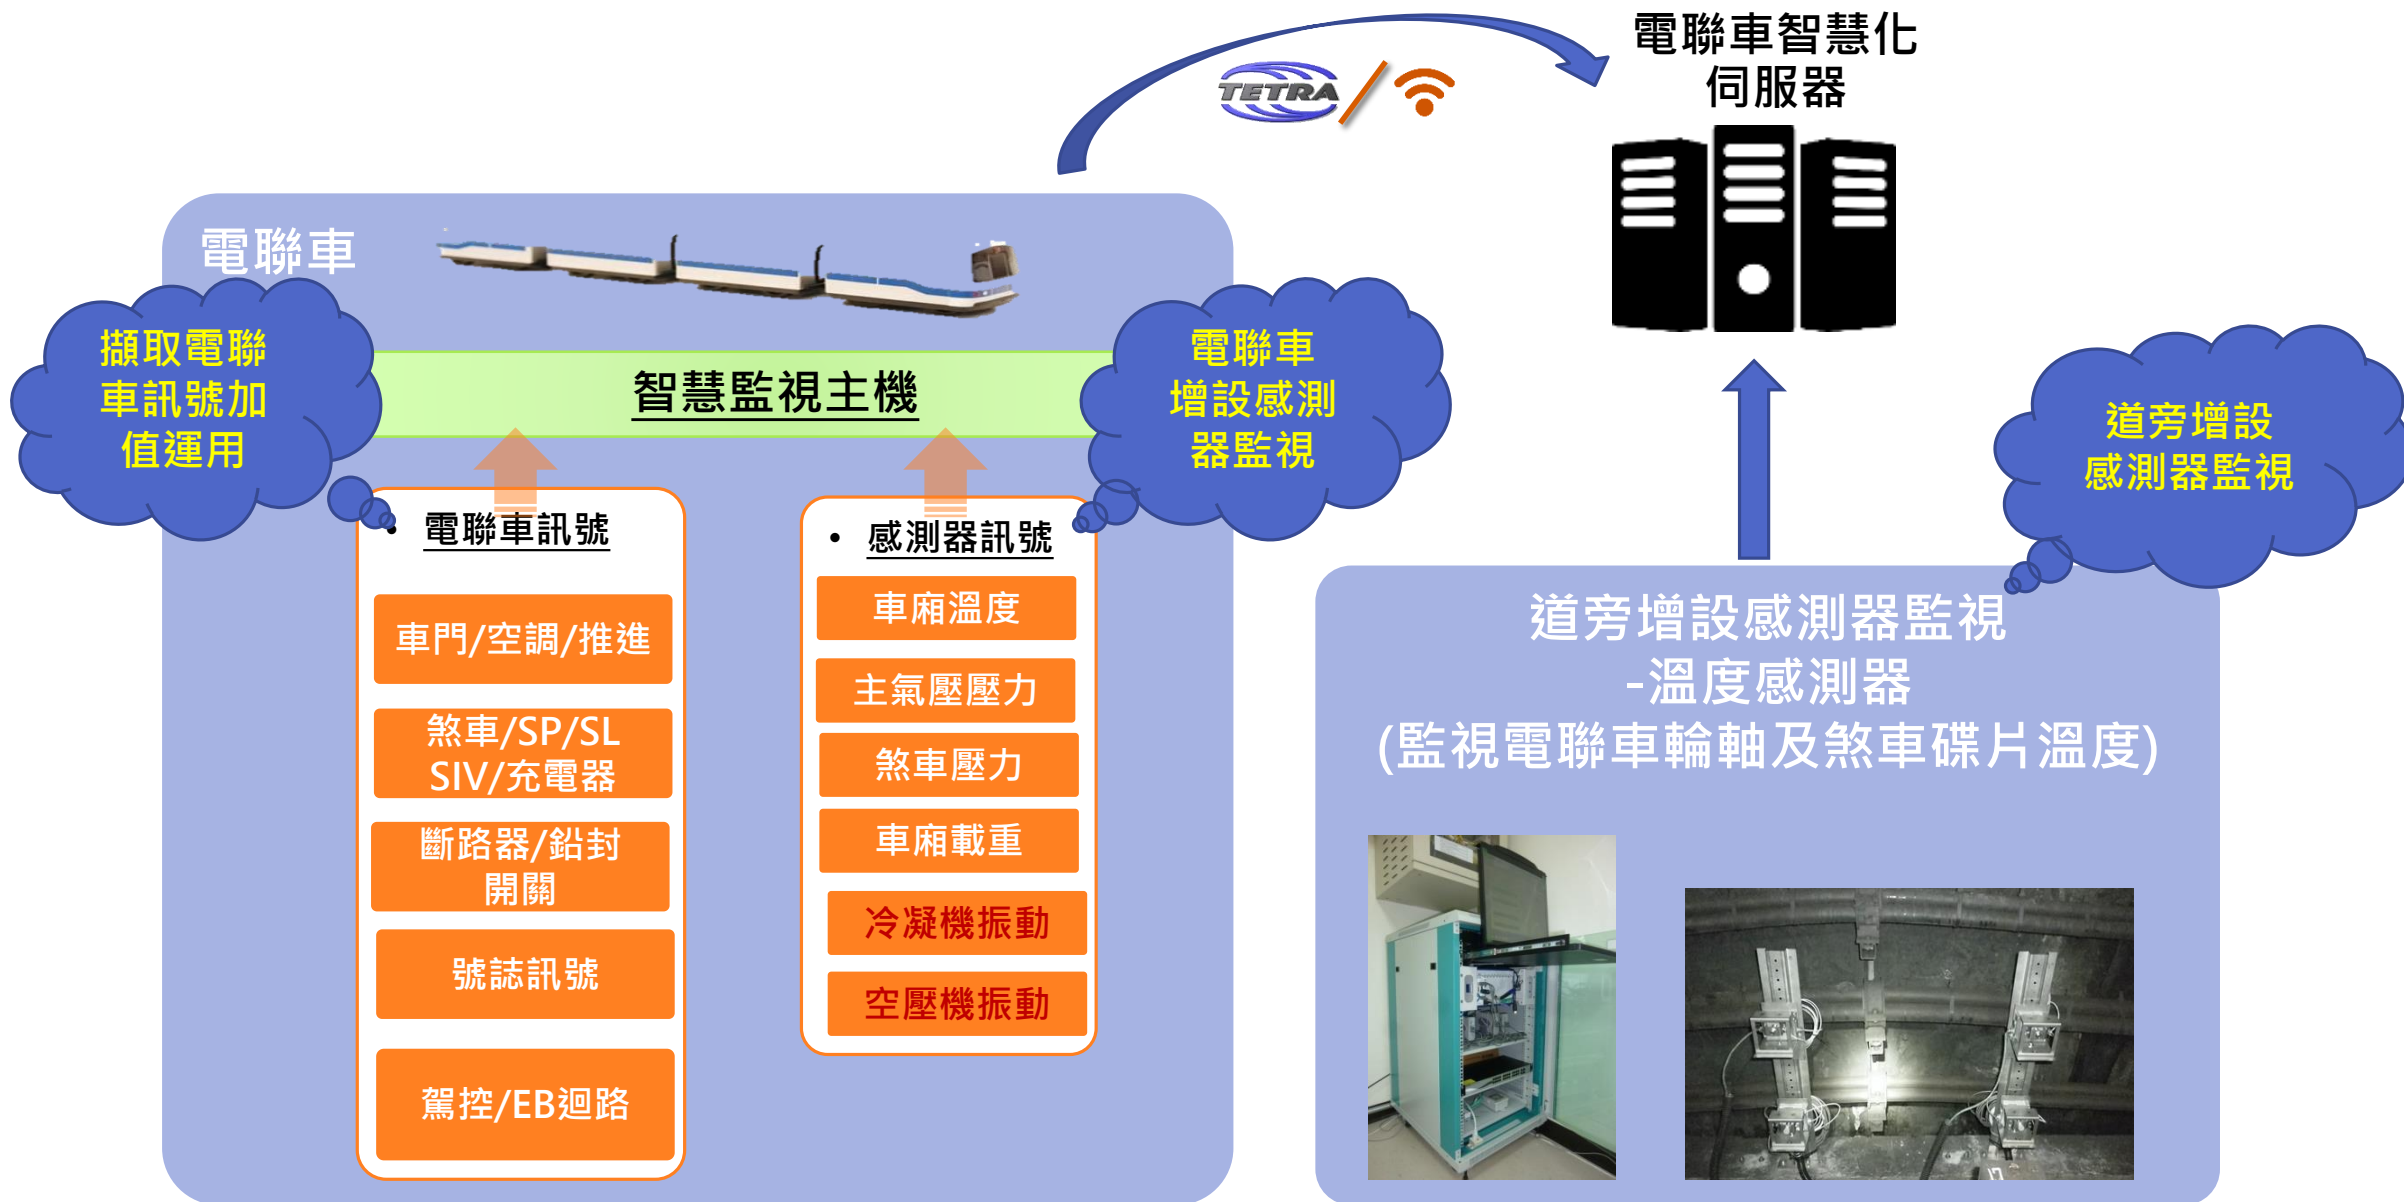 電聯車智慧化
伺服器
TETRA
電聯車
擷取電聯
車訊號加
值運用
智慧監視主機
電聯車
增設感測
器監視
道旁增設
感測器監視
• 電聯車訊號
車門/空調/推進
煞車/SP/SL
SIV/充電器
斷路器/鉛封
開關
號誌訊號
駕控/EB迴路
• 感測器訊號
車廂溫度
主氣壓壓力
煞車壓力
車廂載重
冷凝機振動
空壓機振動
道旁增設感測器監視
-溫度感測器
(監視電聯車輪軸及煞車碟片溫度)